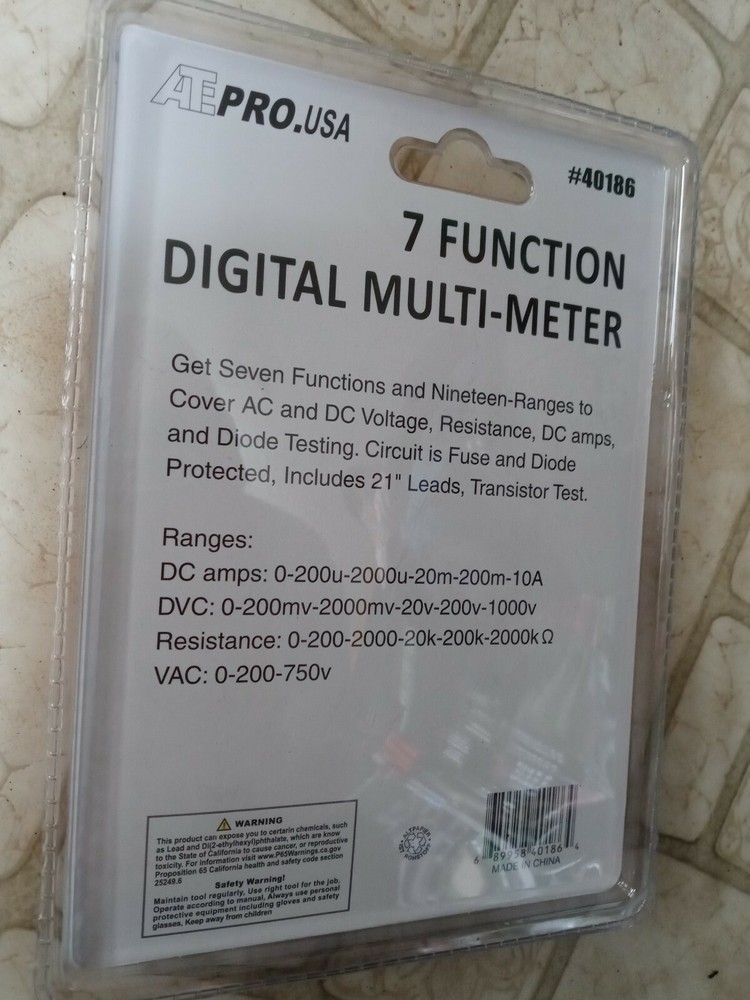 ATE PRO.USA
#40186
7 FUNCTION
DIGITAL MULTI-METER
Get Seven Functions and Nineteen-Ranges to
Cover AC and DC Voltage, Resistance, DC amps,
and Diode Testing. Circuit is Fuse and Diode
Protected, Includes 21" Leads, Transistor Test.
Ranges:
DC amps: 0-200u-2000u-20m-200m-10A
DVC: 0-200mv-2000mv-20v-200v-1000v
Resistance: 0-200-2000-20k-200k-2000kΩ
VAC: 0-200-750v
WARNING
This product can expose you to certarin chemicals, such
as Lead and Di(2-ethylhexyl)phthalate, which are know
to the State of California to cause cancer, or reproductive
toxicity. For information visit www.P65Warnings.ca.gov
Proposition 65 California health and safety code section
25249.6
Safety Warning!
Maintain tool regularly, Use right tool for the job,
Operate according to manual, Always use personal
protective equipment including gloves and safety
glasses, Keep away from children
6 89958 40186 4
MADE IN CHINA